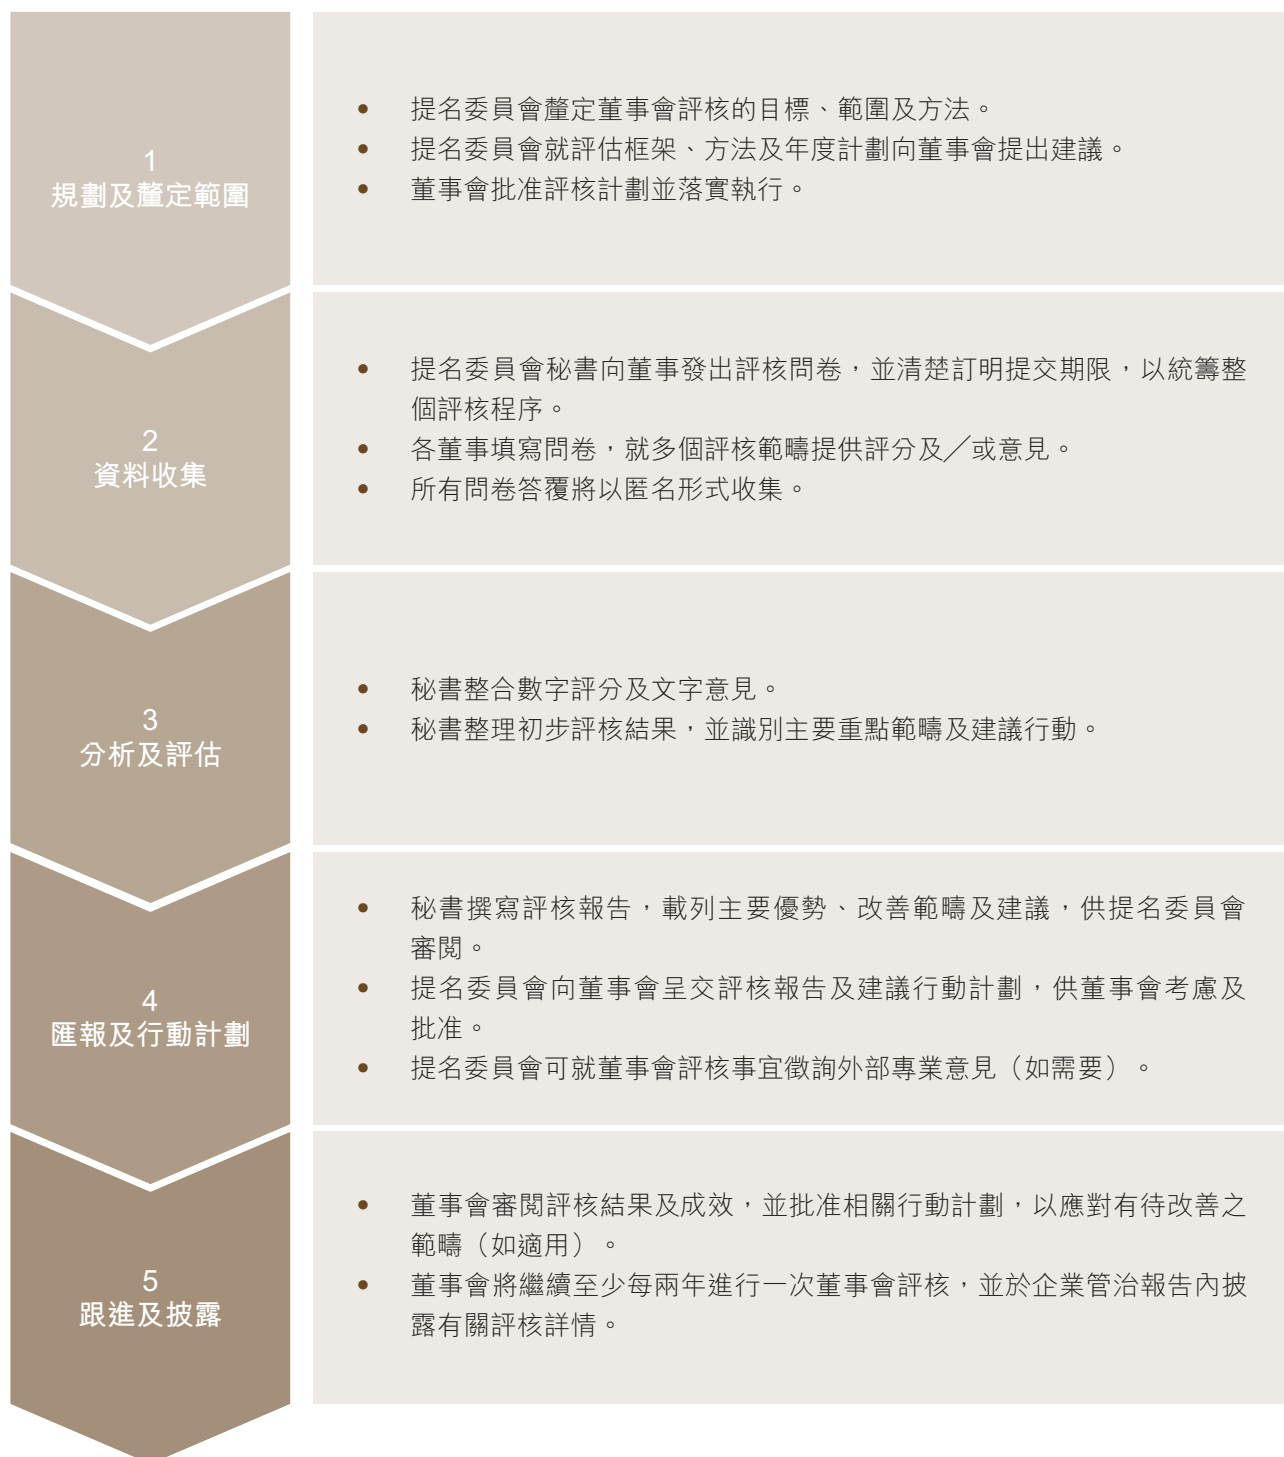 1
規劃及釐定範圍
• 提名委員會釐定董事會評核的目標、範圍及方法。
• 提名委員會就評估框架、方法及年度計劃向董事會提出建議。
• 董事會批准評核計劃並落實執行。
2
資料收集
• 提名委員會秘書向董事發出評核問卷，並清楚訂明提交期限，以統籌整
個評核程序。
• 各董事填寫問卷，就多個評核範疇提供評分及╱或意見。
• 所有問卷答覆將以匿名形式收集。
3
分析及評估
• 秘書整合數字評分及文字意見。
• 秘書整理初步評核結果，並識別主要重點範疇及建議行動。
4
匯報及行動計劃
• 秘書撰寫評核報告，載列主要優勢、改善範疇及建議，供提名委員會
審閱。
• 提名委員會向董事會呈交評核報告及建議行動計劃，供董事會考慮及
批准。
• 提名委員會可就董事會評核事宜徵詢外部專業意見（如需要）。
5
跟進及披露
• 董事會審閱評核結果及成效，並批准相關行動計劃，以應對有待改善之
範疇（如適用）。
• 董事會將繼續至少每兩年進行一次董事會評核，並於企業管治報告內披
露有關評核詳情。